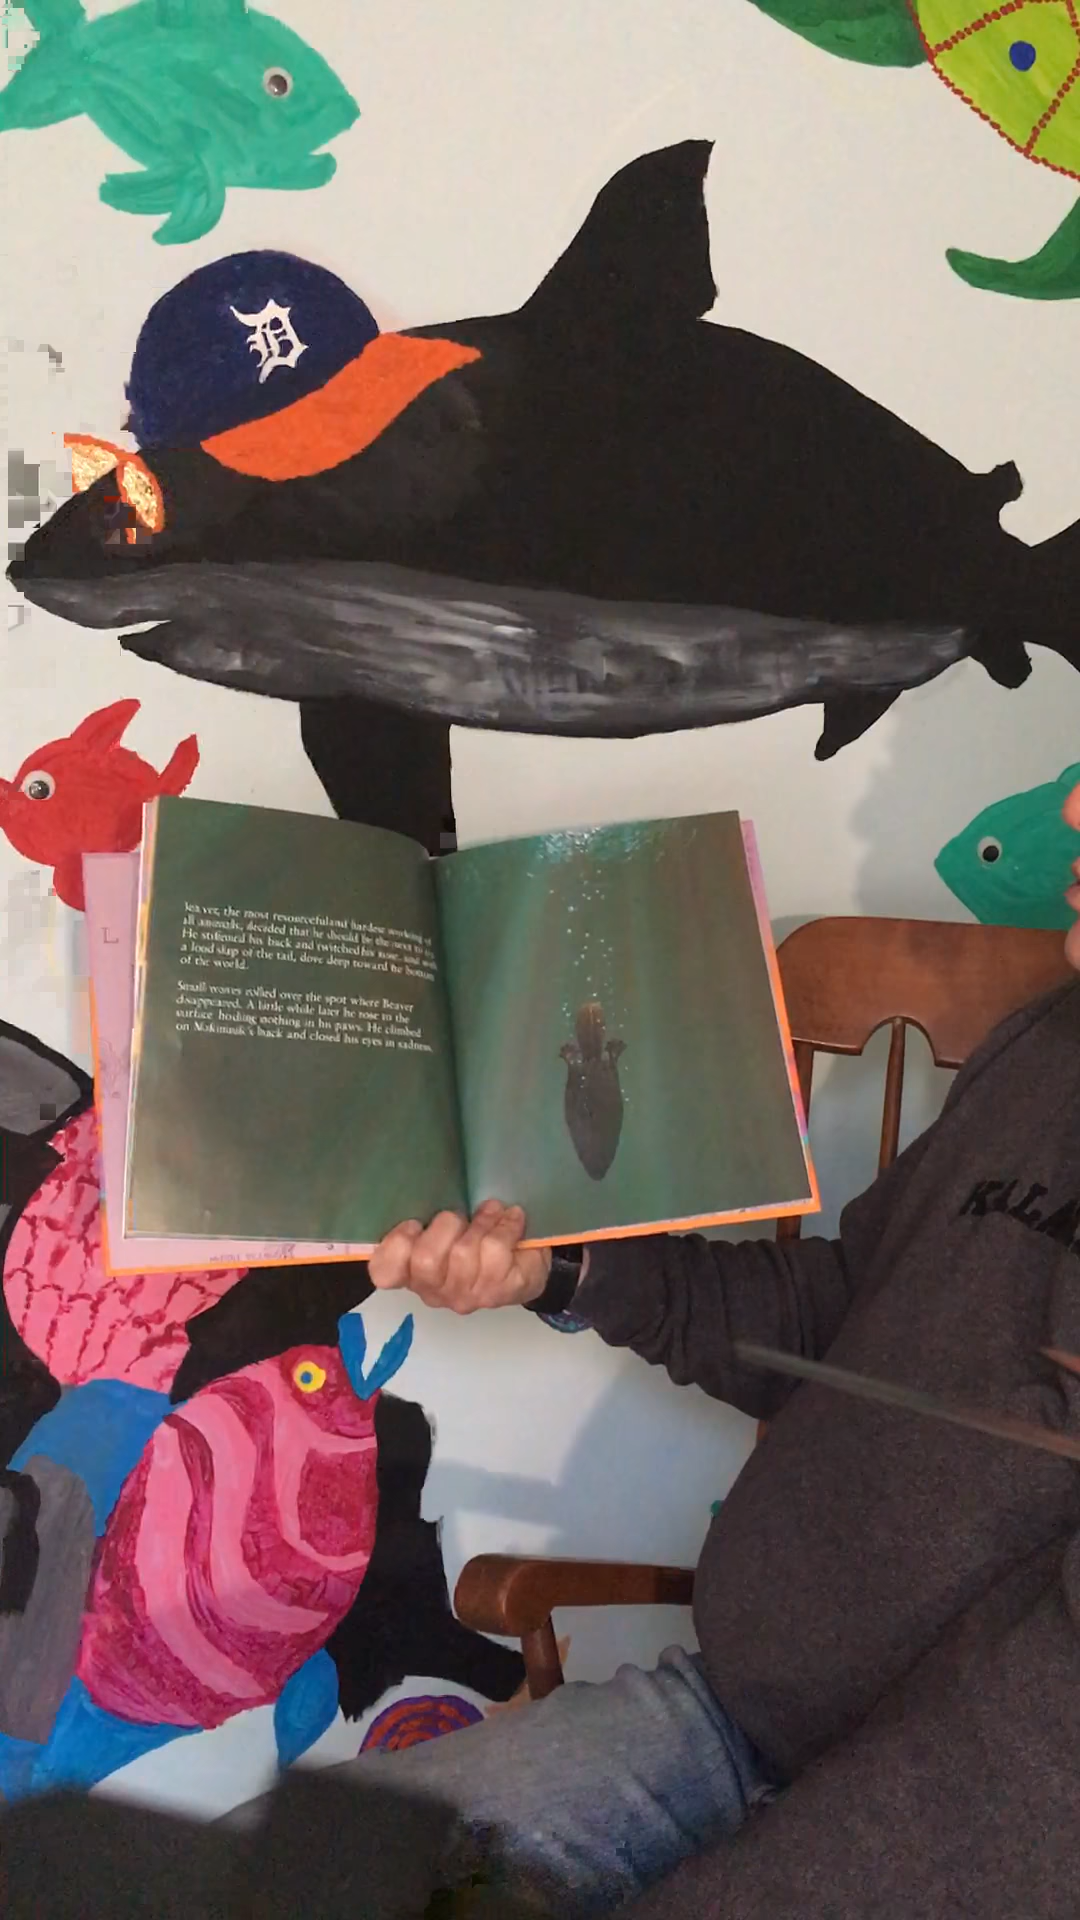 D
Beaver, the most resourceful and hardest working of
all animals, decided that he should be the next to try.
He stiffened his back and twitched his nose, and with
a loud slap of the tail, dove deep toward the bottom
of the world.
Small waves rolled over the spot where Beaver
disappeared. A little while later he rose to the
surface holding nothing in his paws. He climbed
on Makinauk's back and closed his eyes in sadness.
L